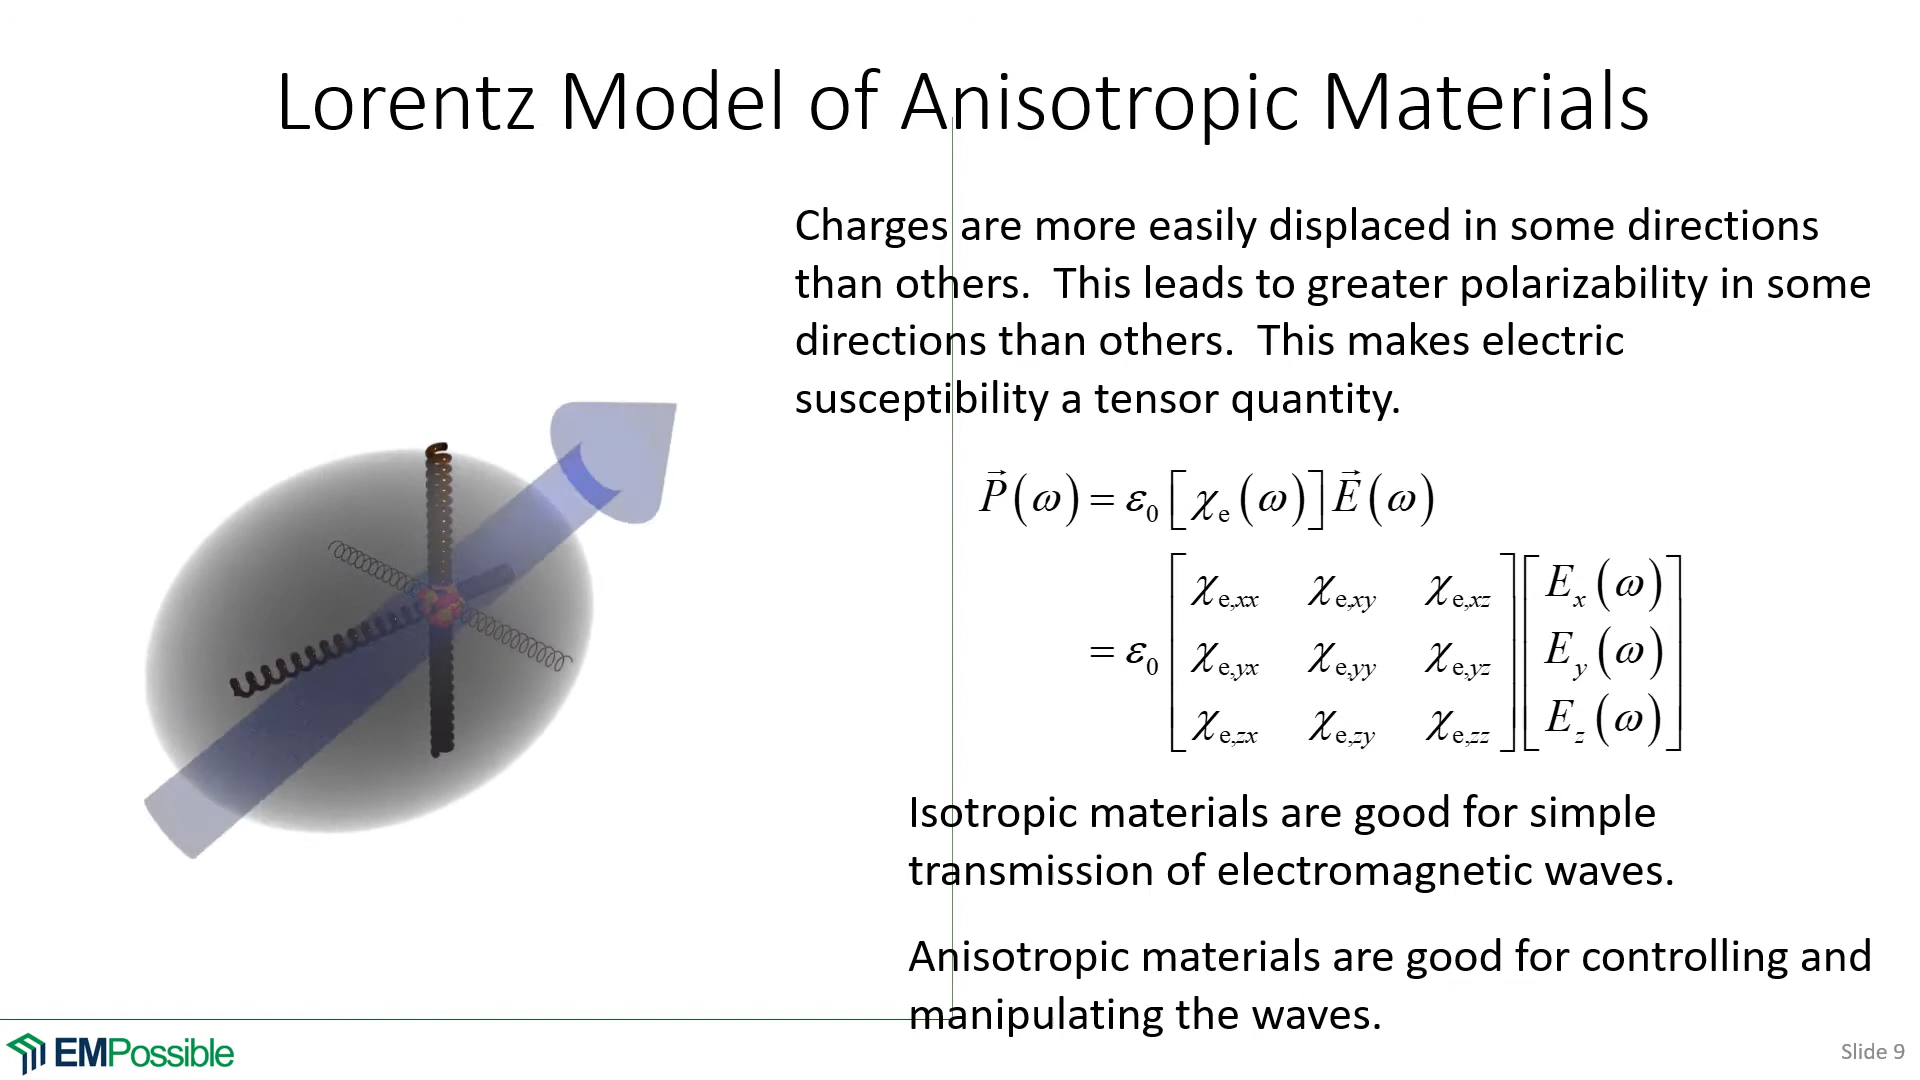 Lorentz Model of Anisotropic Materials
Charges are more easily displaced in some directions
than others.  This leads to greater polarizability in some
directions than others.  This makes electric
susceptibility a tensor quantity.
P⃗(ω) = ε₀ [χₑ(ω)] E⃗(ω)
= ε₀ [χe,xx χe,xy χe,xz] [Ex(ω)]
[χe,yx χe,yy χe,yz] [Ey(ω)]
[χe,zx χe,zy χe,zz] [Ez(ω)]
Isotropic materials are good for simple
transmission of electromagnetic waves.
Anisotropic materials are good for controlling and
manipulating the waves.
EMPossible
Slide 9